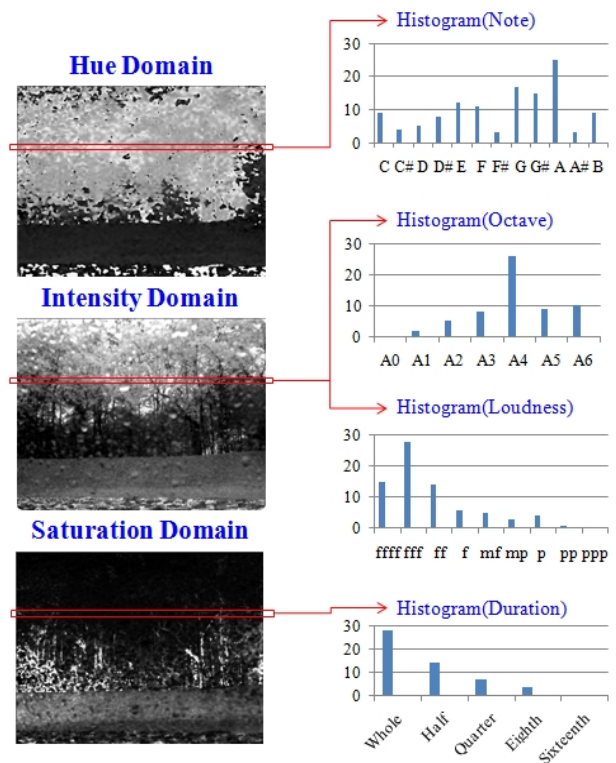 Histogram(Note)
Hue Domain
30
20
10
0
C C# D D# E F F# G G# A A# B
Histogram(Octave)
30
20
10
0
A0 A1 A2 A3 A4 A5 A6
Intensity Domain
Histogram(Loudness)
30
20
10
0
ffff fff ff f mf mp p pp ppp
Saturation Domain
Histogram(Duration)
30
20
10
0
Whole Half Quarter Eighth Sixteenth